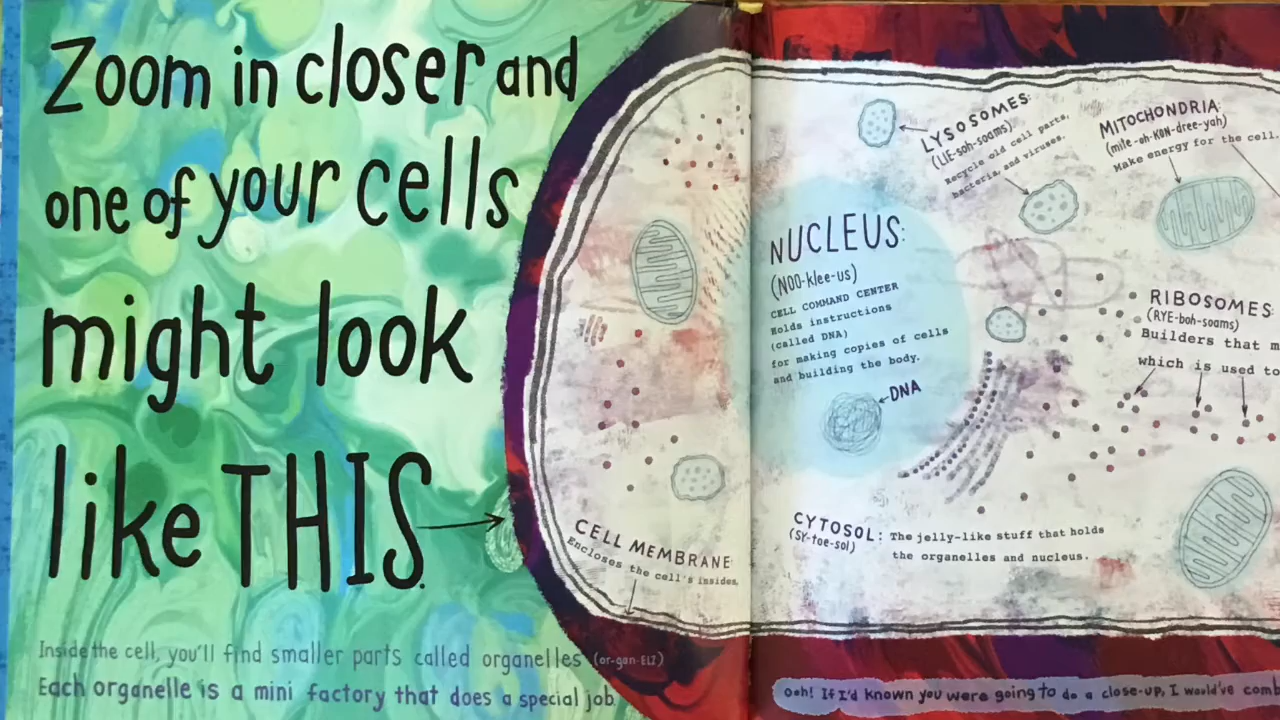 Zoom in closer and
one of your cells
might look
like THIS.
Inside the cell, you'll find smaller parts called organelles (or-gan-ELZ)
Each organelle is a mini factory that does a special job.
CELL MEMBRANE:
Encloses the cell's insides.
NUCLEUS:
(NOO-klee-us)
CELL COMMAND CENTER
Holds instructions
(called DNA)
for making copies of cells
and building the body.
DNA
LYSOSOMES:
(LIE-soh-soams)
Recycle old cell parts,
bacteria, and viruses.
MITOCHONDRIA:
(mite-oh-KON-dree-yah)
Make energy for the cell
RIBOSOMES:
(RYE-boh-soams)
Builders that m
which is used to
CYTOSOL: The jelly-like stuff that holds
(SY-toe-sol) the organelles and nucleus.
ooh! If I'd known you were going to do a close-up, I would've comb